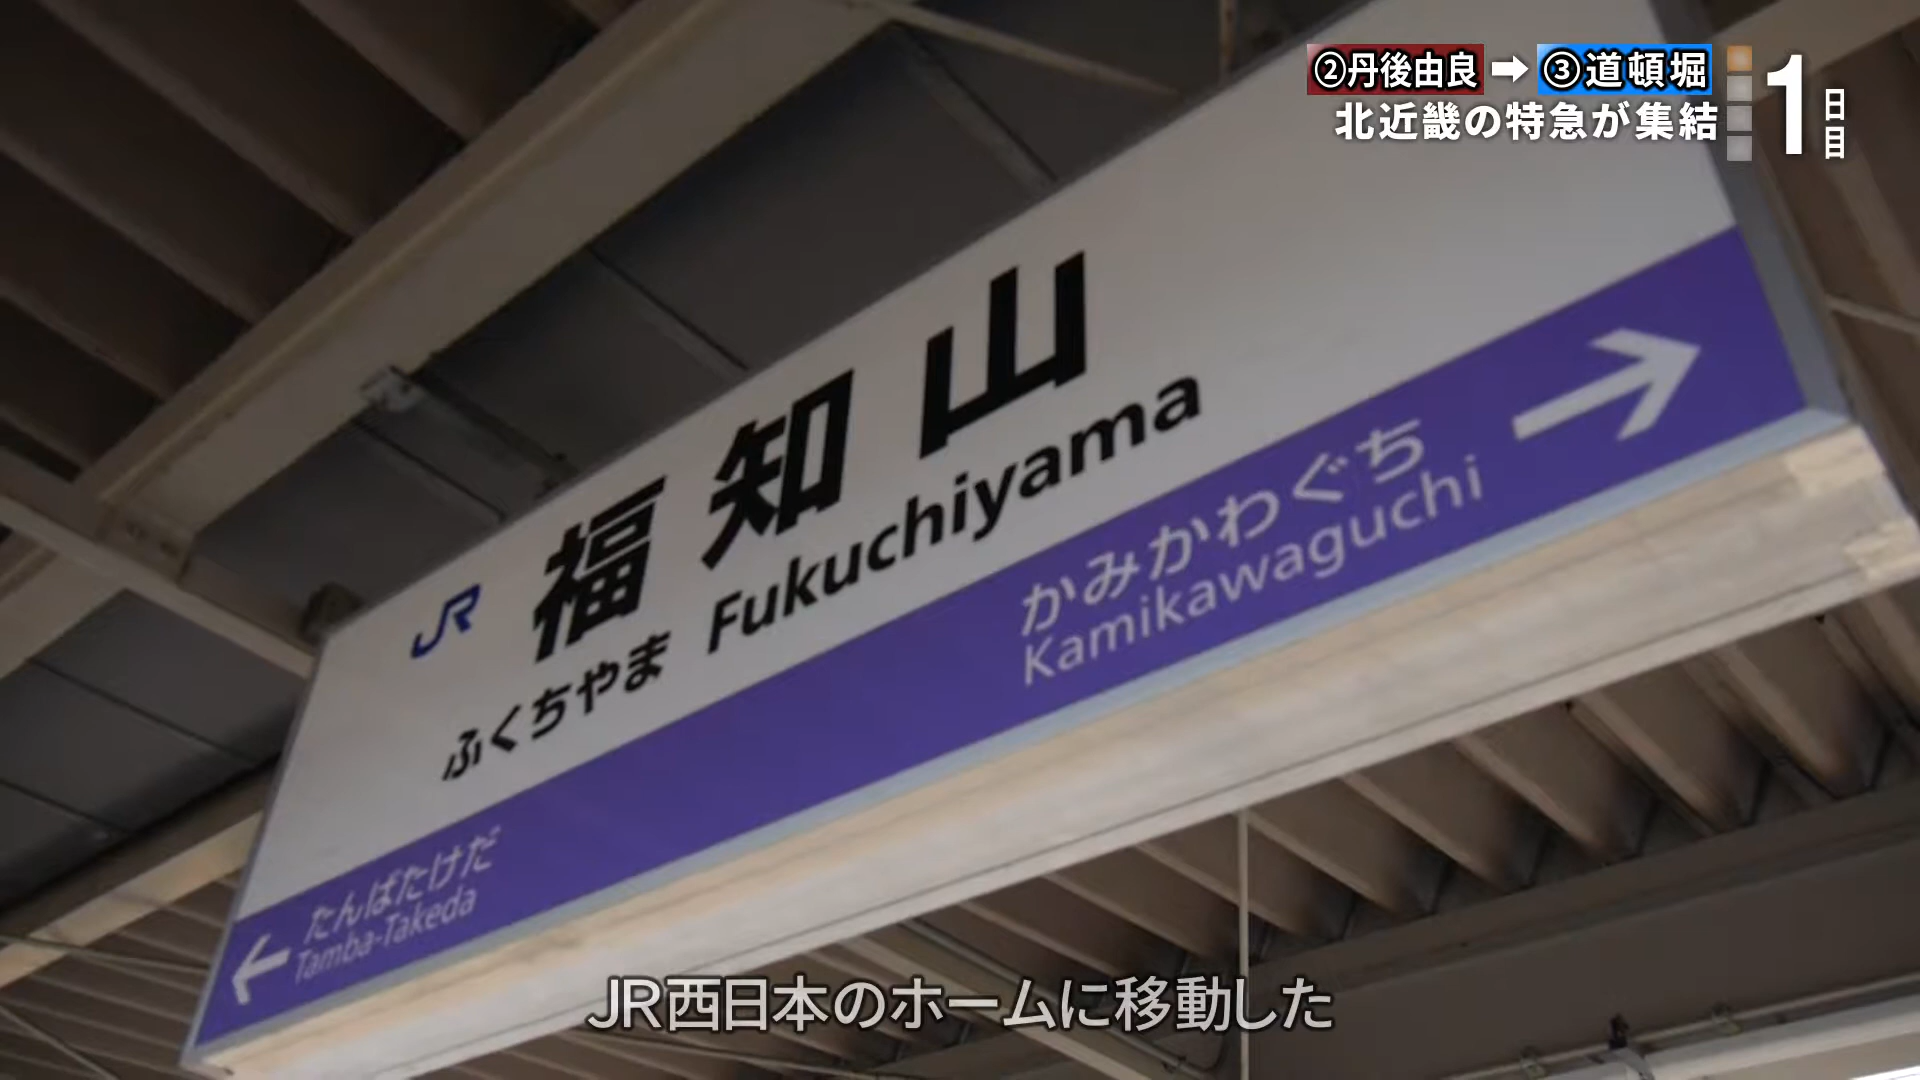 ②丹後由良➡③道頓堀
北近畿の特急が集結
1日目
JR 福知山
ふくちやま Fukuchiyama
かみかわぐち →
Kamikawaguchi
たんばたけだ
← Tamba-Takeda
JR西日本のホームに移動した